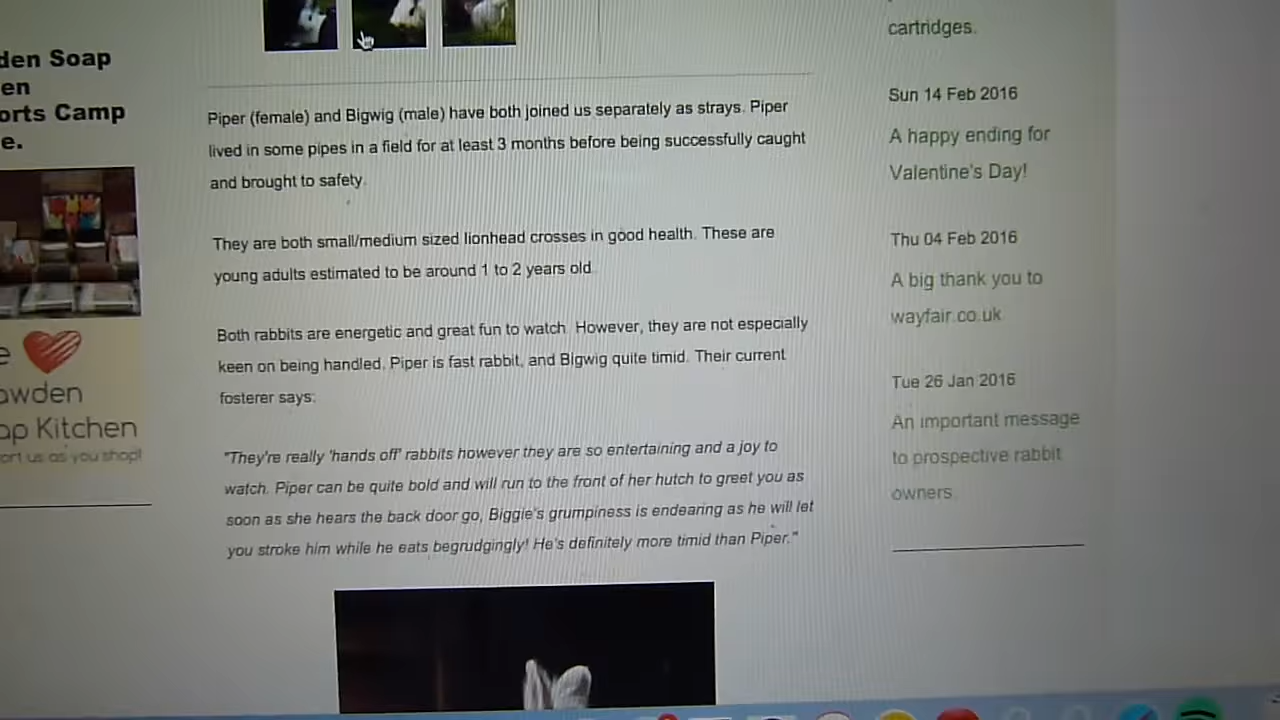 den Soap
en
orts Camp
e.
e
owden
ap Kitchen
ort us as you shop!
Piper (female) and Bigwig (male) have both joined us separately as strays. Piper
lived in some pipes in a field for at least 3 months before being successfully caught
and brought to safety.
They are both small/medium sized lionhead crosses in good health. These are
young adults estimated to be around 1 to 2 years old.
Both rabbits are energetic and great fun to watch. However, they are not especially
keen on being handled. Piper is fast rabbit, and Bigwig quite timid. Their current
fosterer says:
"They're really 'hands off' rabbits however they are so entertaining and a joy to
watch. Piper can be quite bold and will run to the front of her hutch to greet you as
soon as she hears the back door go, Biggie's grumpiness is endearing as he will let
you stroke him while he eats begrudgingly! He's definitely more timid than Piper."
cartridges.
Sun 14 Feb 2016
A happy ending for
Valentine's Day!
Thu 04 Feb 2016
A big thank you to
wayfair.co.uk
Tue 26 Jan 2016
An important message
to prospective rabbit
owners.